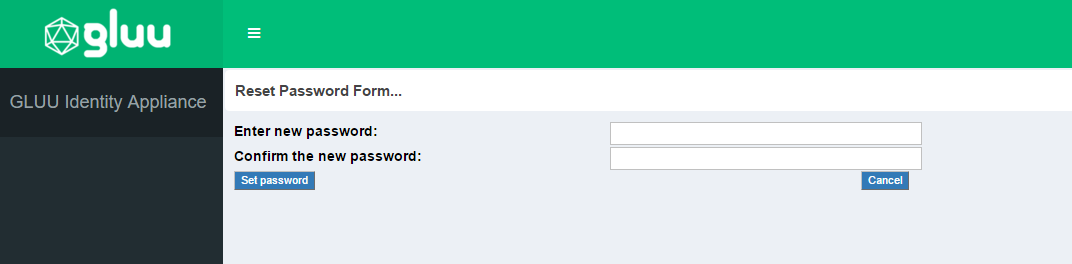 gluu
GLUU Identity Appliance
Reset Password Form...
Enter new password:
Confirm the new password:
Set password Cancel